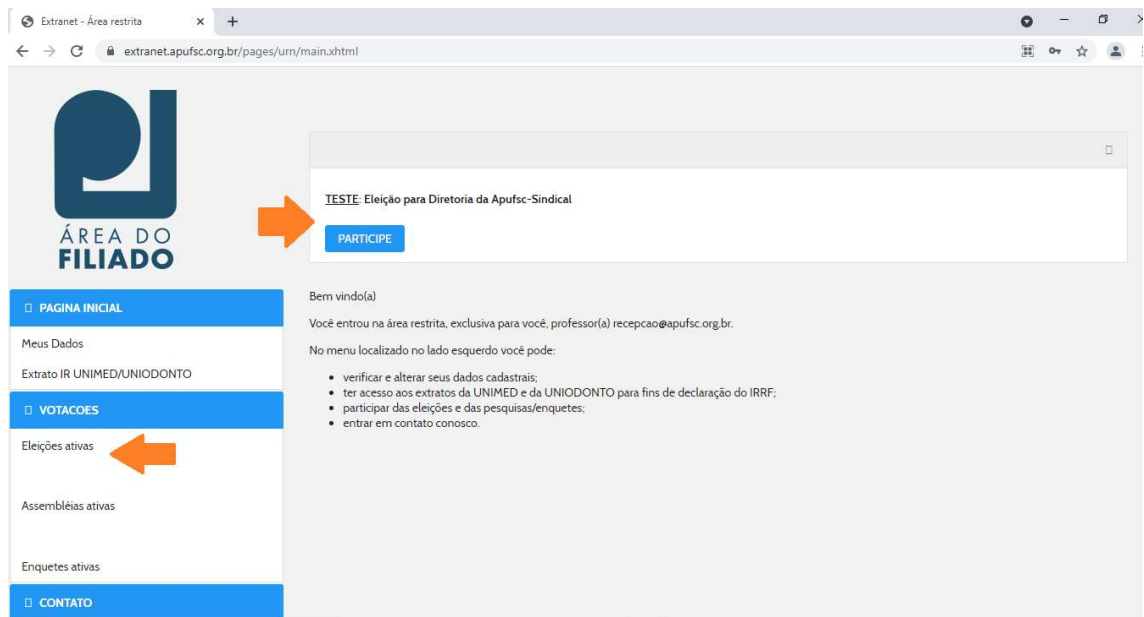 Extranet - Área restrita
extranet.apufsc.org.br/pages/urn/main.xhtml
ÁREA DO
FILIADO
TESTE: Eleição para Diretoria da Apufsc-Sindical
PARTICIPE
PAGINA INICIAL
Meus Dados
Extrato IR UNIMED/UNIODONTO
VOTACOES
Eleições ativas
Assembléias ativas
Enquetes ativas
CONTATO
Bem vindo(a)
Você entrou na área restrita, exclusiva para você, professor(a) recepcao@apufsc.org.br.
No menu localizado no lado esquerdo você pode:
verificar e alterar seus dados cadastrais;
ter acesso aos extratos da UNIMED e da UNIODONTO para fins de declaração do IRRF;
participar das eleições e das pesquisas/enquetes;
entrar em contato conosco.